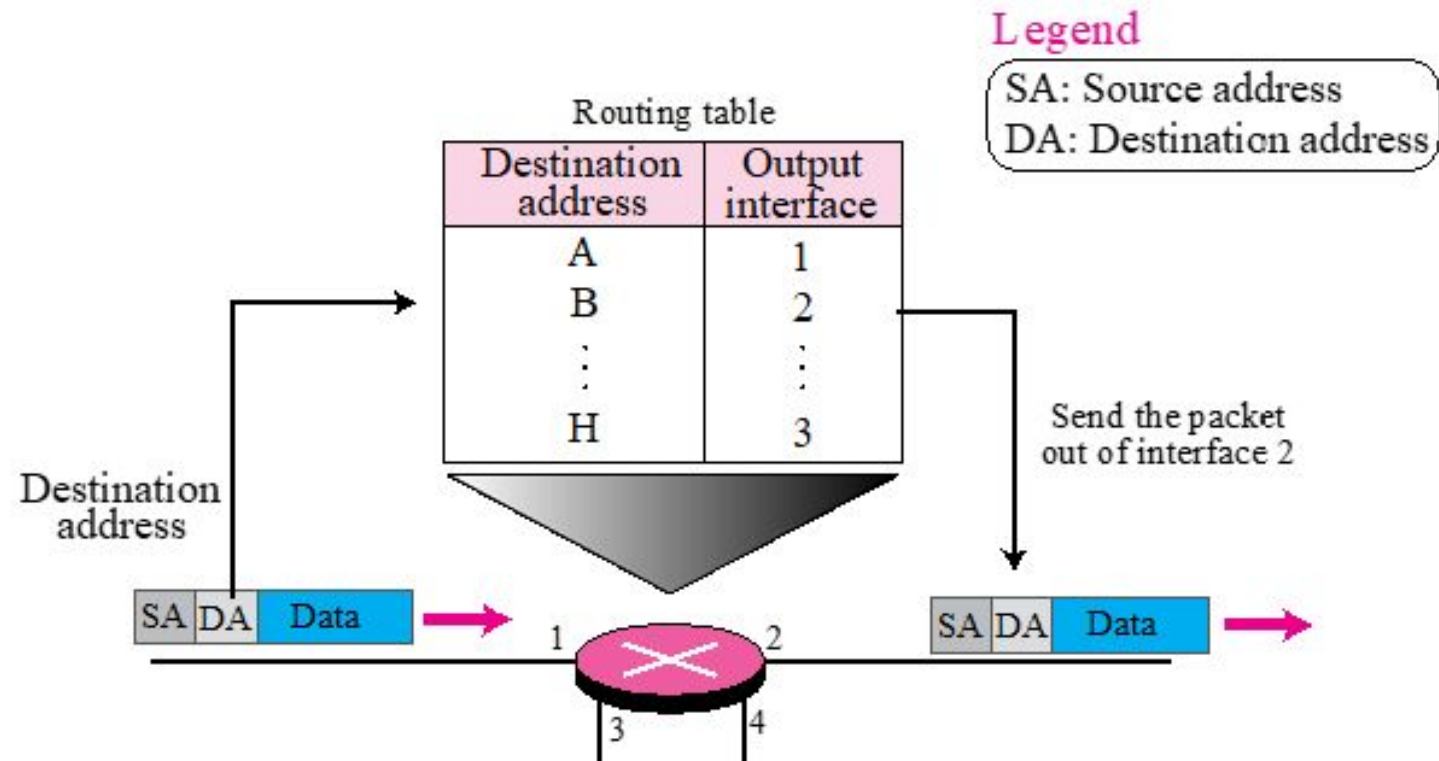 Legend
SA: Source address
DA: Destination address
Routing table
Destination address Output interface
A 1
B 2
⋮ ⋮
H 3
Send the packet
out of interface 2
Destination
address
SA DA Data
1 2
3 4
SA DA Data